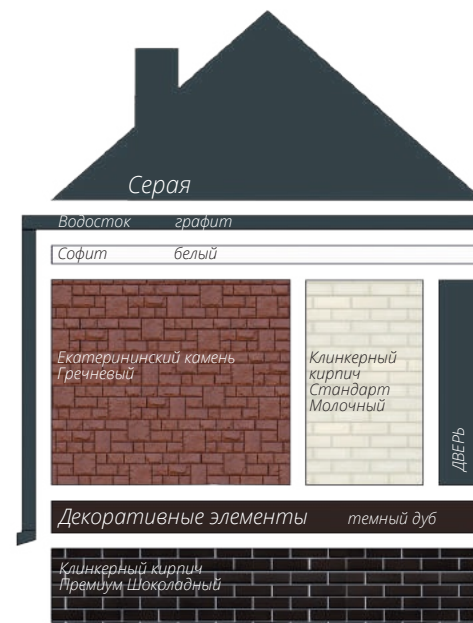 Серая
Водосток графит
Софит белый
Екатерининский камень
Гречневый
Клинкерный
кирпич
Стандарт
Молочный
ДВЕРЬ
Декоративные элементы темный дуб
Клинкерный кирпич
Премиум Шоколадный